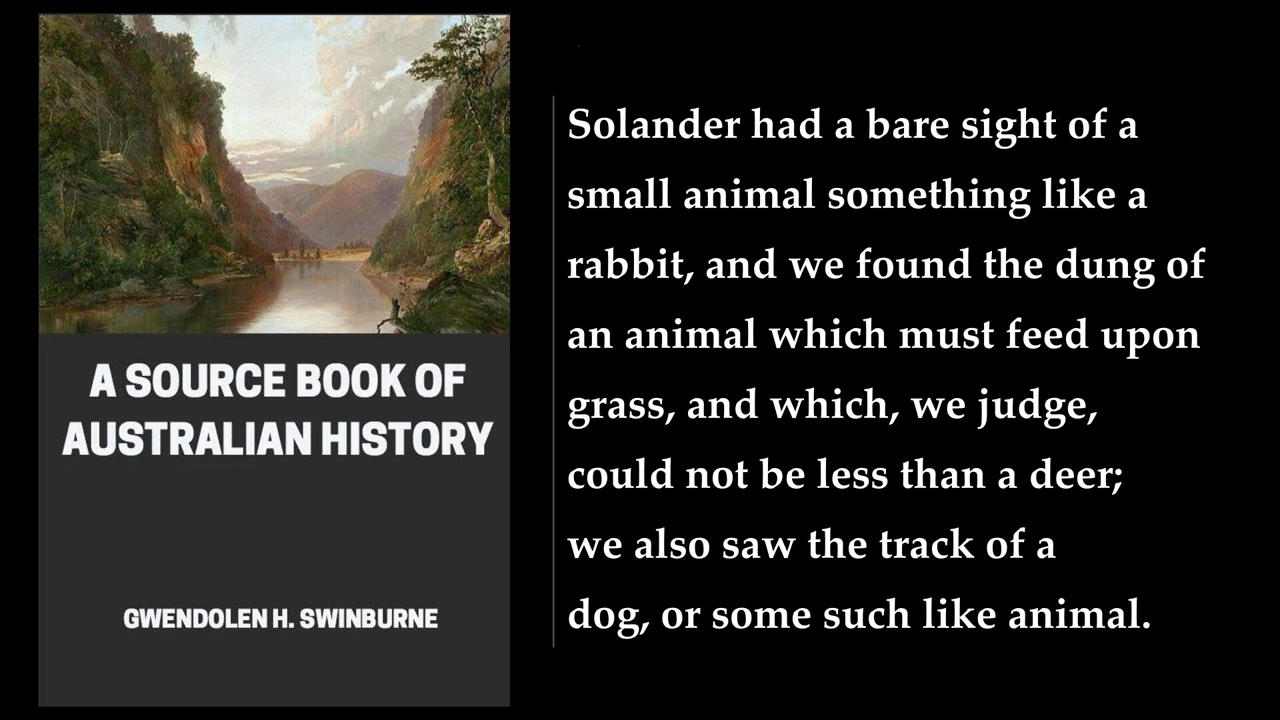 A SOURCE BOOK OF
AUSTRALIAN HISTORY
GWENDOLEN H. SWINBURNE
Solander had a bare sight of a
small animal something like a
rabbit, and we found the dung of
an animal which must feed upon
grass, and which, we judge,
could not be less than a deer;
we also saw the track of a
dog, or some such like animal.